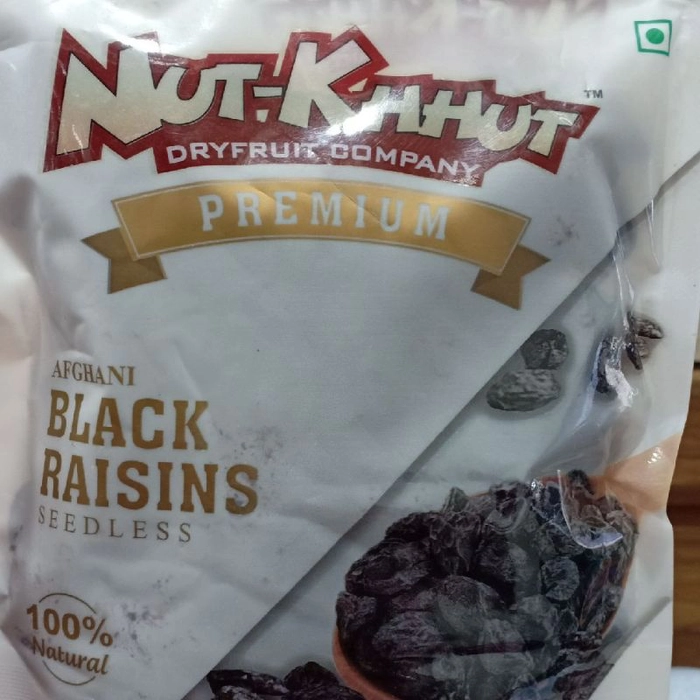 NUT-KHHUT™
DRYFRUIT COMPANY
PREMIUM
AFGHANI
BLACK
RAISINS
SEEDLESS
100%
Natural